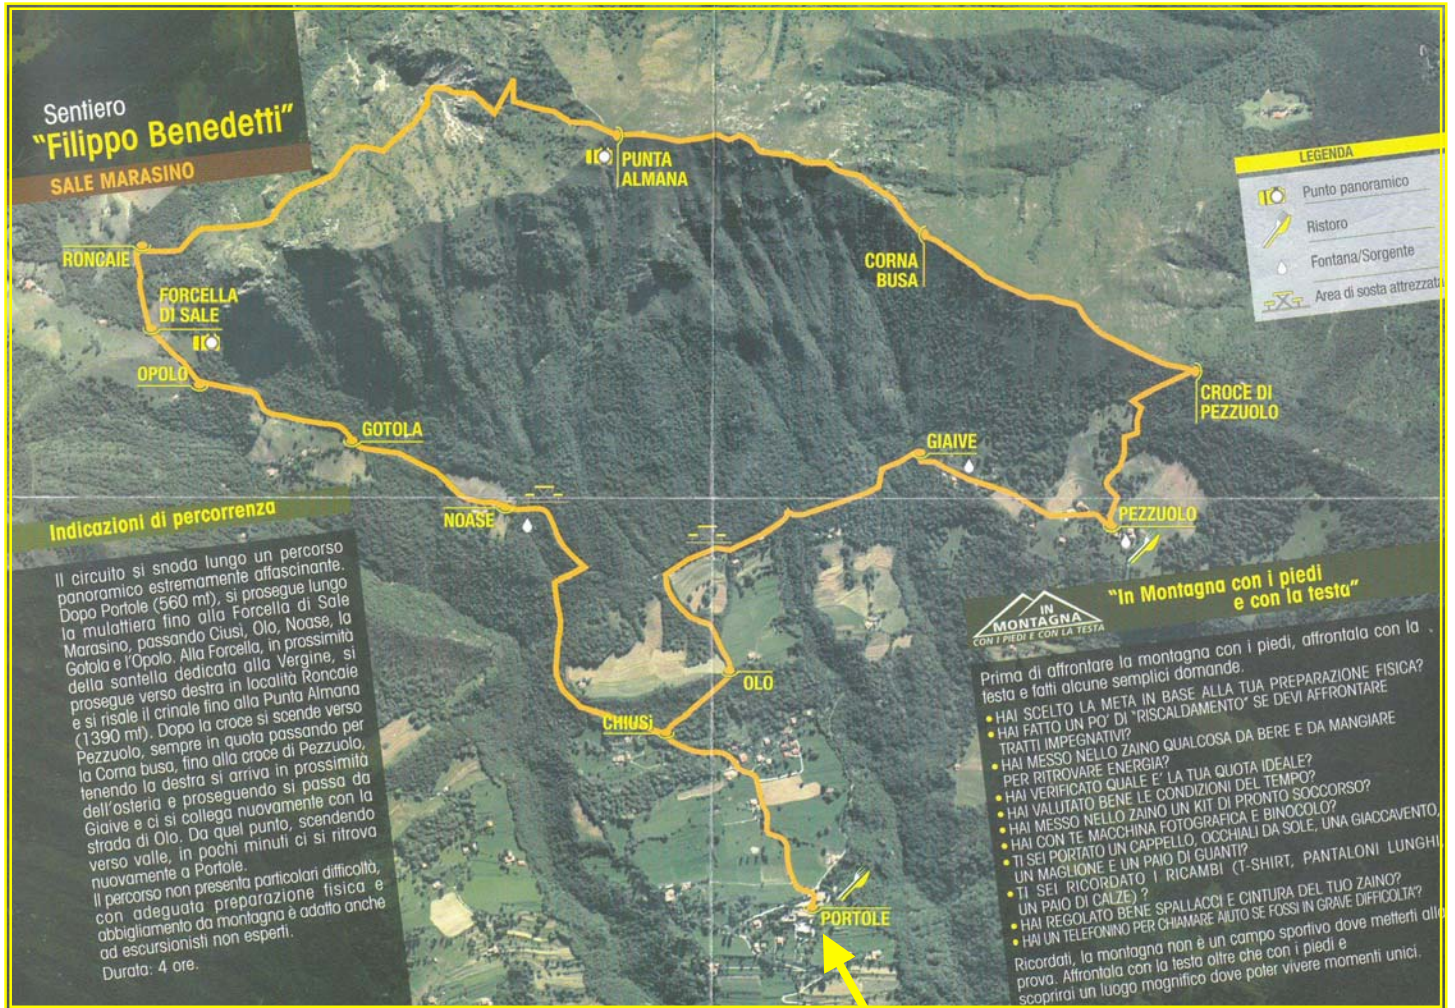 Sentiero
"Filippo Benedetti"
SALE MARASINO
PUNTA
ALMANA
RONCAIE
FORCELLA
DI SALE
OPOLO
GOTOLA
NOASE
CORNA
BUSA
CROCE DI
PEZZUOLO
GIAIVE
PEZZUOLO
OLO
CHIUSi
PORTOLE
LEGENDA
Punto panoramico
Ristoro
Fontana/Sorgente
Area di sosta attrezzata
Indicazioni di percorrenza
Il circuito si snoda lungo un percorso
panoramico estremamente affascinante.
Dopo Portole (560 mt), si prosegue lungo
la mulattiera fino alla Forcella di Sale
Marasino, passando Ciusi, Olo, Noase, la
Gotola e l'Opolo. Alla Forcella, in prossimità
della santella dedicata alla Vergine, si
prosegue verso destra in località Roncaie
e si risale il crinale fino alla Punta Almana
(1390 mt). Dopo la croce si scende verso
Pezzuolo, sempre in quota passando per
la Corna busa, fino alla croce di Pezzuolo,
tenendo la destra si arriva in prossimità
dell'osteria e proseguendo si passa da
Giaive e ci si collega nuovamente con la
strada di Olo. Da quel punto, scendendo
verso valle, in pochi minuti ci si ritrova
nuovamente a Portole.
Il percorso non presenta particolari difficoltà,
con adeguata preparazione fisica e
abbigliamento da montagna è adatto anche
ad escursionisti non esperti.
Durata: 4 ore.
IN
MONTAGNA
CON I PIEDI E CON LA TESTA
"In Montagna con i piedi
e con la testa"
Prima di affrontare la montagna con i piedi, affrontala con la
testa e fatti alcune semplici domande.
• HAI SCELTO LA META IN BASE ALLA TUA PREPARAZIONE FISICA?
• HAI FATTO UN PO' DI "RISCALDAMENTO" SE DEVI AFFRONTARE
TRATTI IMPEGNATIVI?
• HAI MESSO NELLO ZAINO QUALCOSA DA BERE E DA MANGIARE
PER RITROVARE ENERGIA?
• HAI VERIFICATO QUALE E' LA TUA QUOTA IDEALE?
• HAI VALUTATO BENE LE CONDIZIONI DEL TEMPO?
• HAI MESSO NELLO ZAINO UN KIT DI PRONTO SOCCORSO?
• HAI CON TE MACCHINA FOTOGRAFICA E BINOCOLO?
• TI SEI PORTATO UN CAPPELLO, OCCHIALI DA SOLE, UNA GIACCAVENTO,
UN MAGLIONE E UN PAIO DI GUANTI?
• TI SEI RICORDATO I RICAMBI (T-SHIRT, PANTALONI LUNGHI,
UN PAIO DI CALZE) ?
• HAI REGOLATO BENE SPALLACCI E CINTURA DEL TUO ZAINO?
• HAI UN TELEFONINO PER CHIAMARE AIUTO SE FOSSI IN GRAVE DIFFICOLTA'?
Ricordati, la montagna non è un campo sportivo dove metterti alla
prova. Affrontala con la testa oltre che con i piedi e
scoprirai un luogo magnifico dove poter vivere momenti unici.